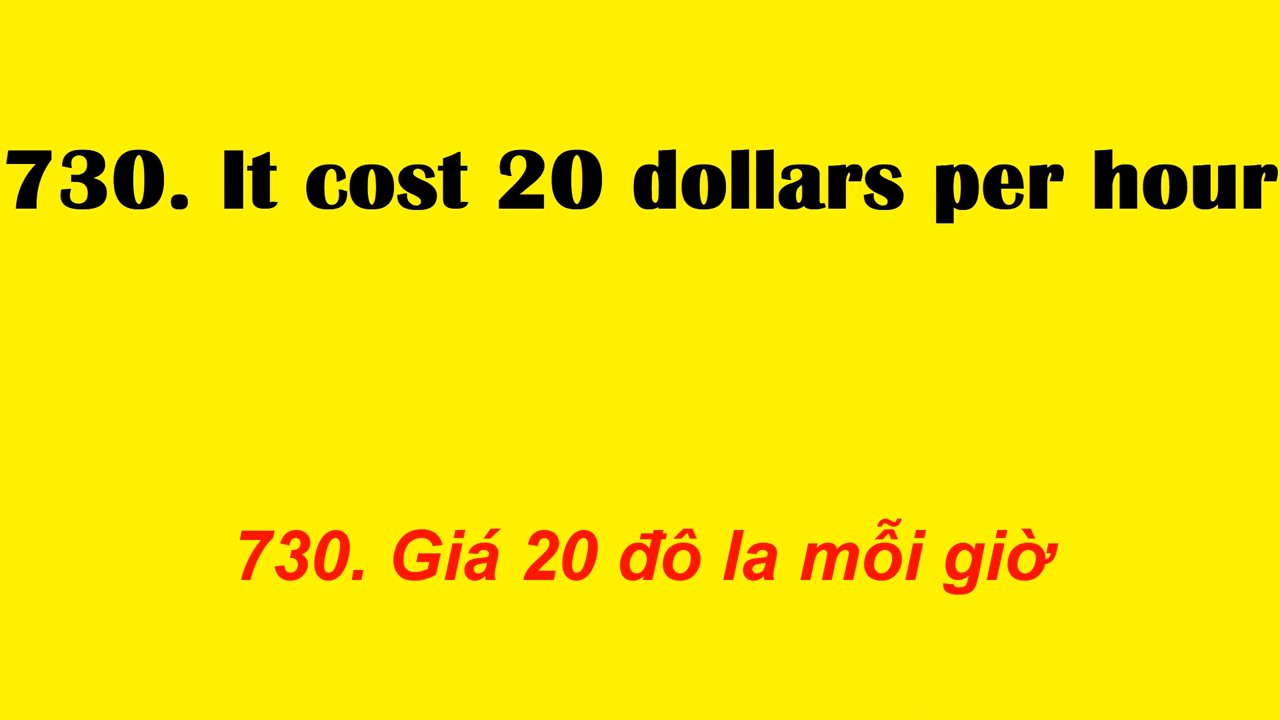 730. It cost 20 dollars per hour
730. Giá 20 đô la mỗi giờ